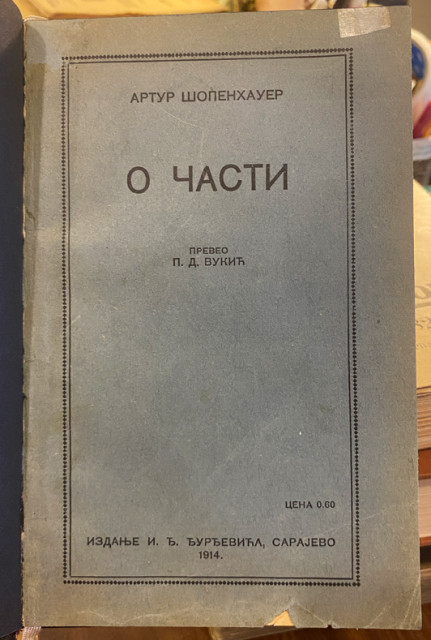 АРТУР ШОПЕНХАУЕР
О ЧАСТИ
ПРЕВЕО
П. Д. ВУКИЋ
ЦЕНА 0.60
ИЗДАЊЕ И. Ђ. ЂУРЂЕВИЋА, САРАЈЕВО
1914.